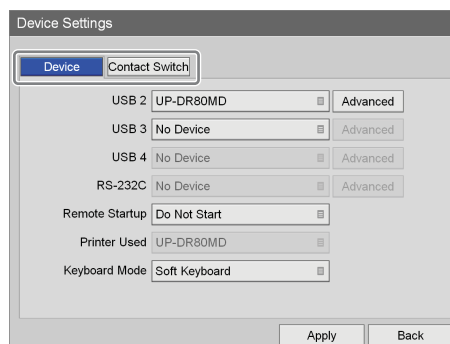 Device Settings
Device Contact Switch
USB 2 UP-DR80MD Advanced
USB 3 No Device Advanced
USB 4 No Device Advanced
RS-232C No Device Advanced
Remote Startup Do Not Start
Printer Used UP-DR80MD
Keyboard Mode Soft Keyboard
Apply Back